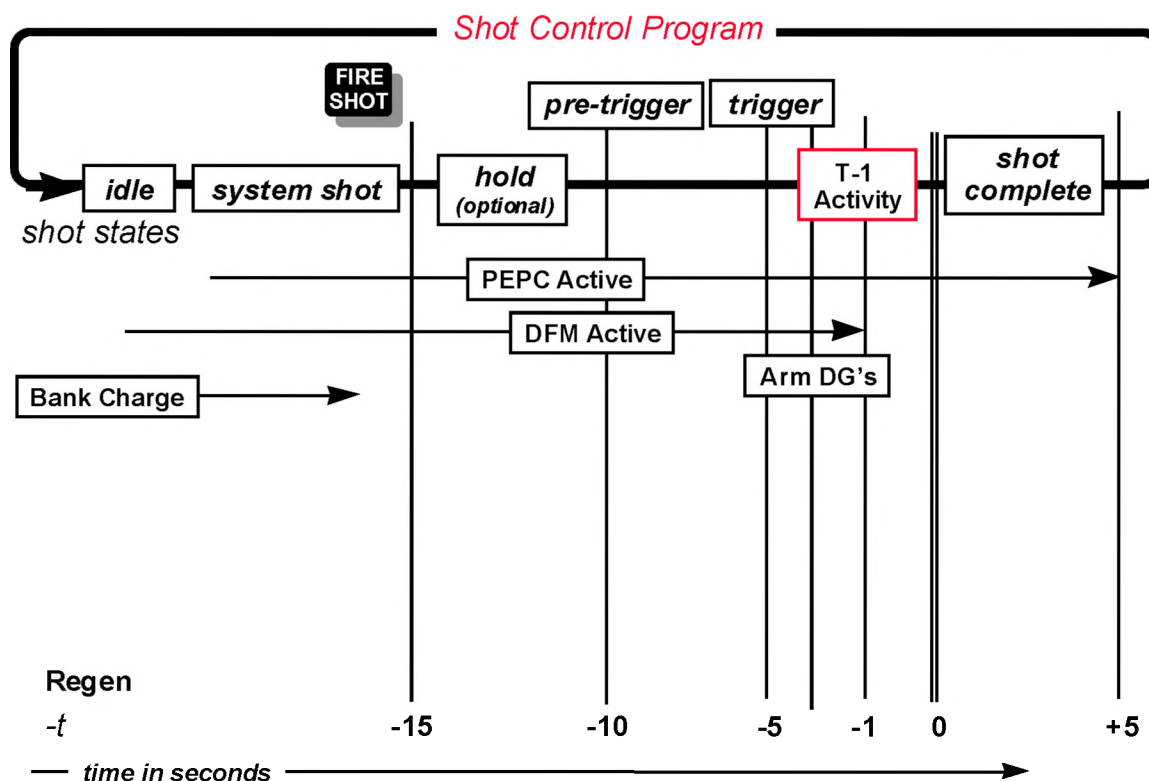 Shot Control Program
FIRE
SHOT
pre-trigger
trigger
idle
system shot
hold
(optional)
T-1
Activity
shot
complete
shot states
PEPC Active
DFM Active
Arm DG's
Bank Charge
Regen
-t -15 -10 -5 -1 0 +5
time in seconds